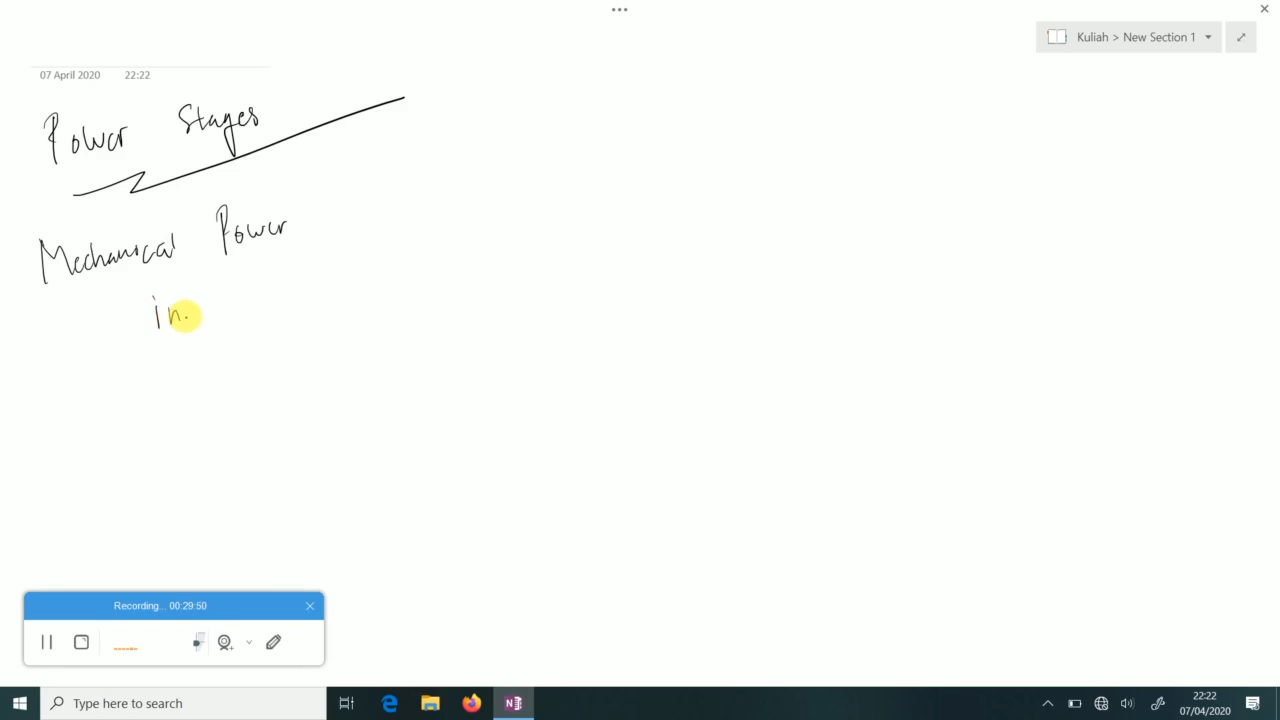 Kuliah > New Section 1
07 April 2020 22:22
Power Stages
Mechanical Power
in
Recording... 00:29:50
Type here to search
22:22
07/04/2020